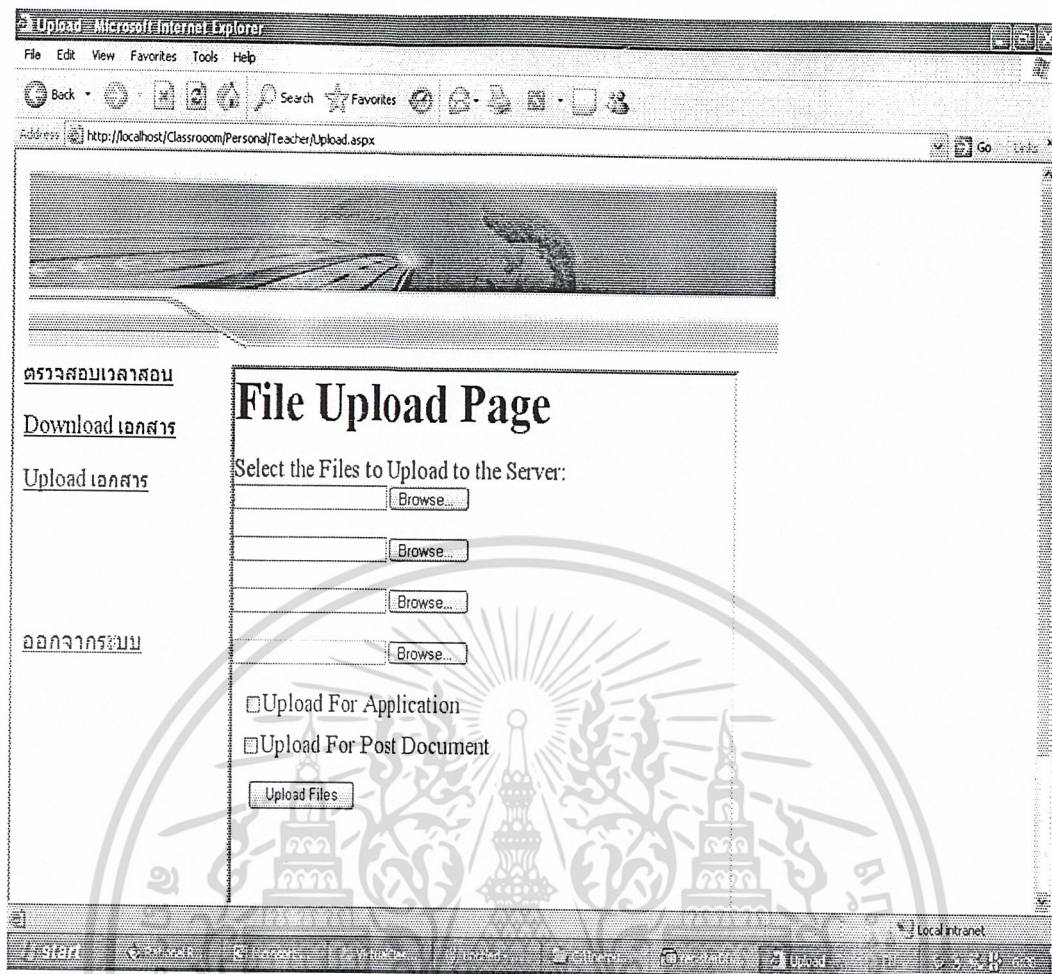 Upload - Microsoft Internet Explorer
File Edit View Favorites Tools Help
Back Search Favorites
Address http://localhost/Classrooom/Personal/Teacher/Upload.aspx Go Links
ตรวจสอบเวลาสอบ
Download เอกสาร
Upload เอกสาร
ออกจากระบบ
File Upload Page
Select the Files to Upload to the Server:
Browse...
Browse...
Browse...
Browse...
Upload For Application
Upload For Post Document
Upload Files
Local intranet
start Upload